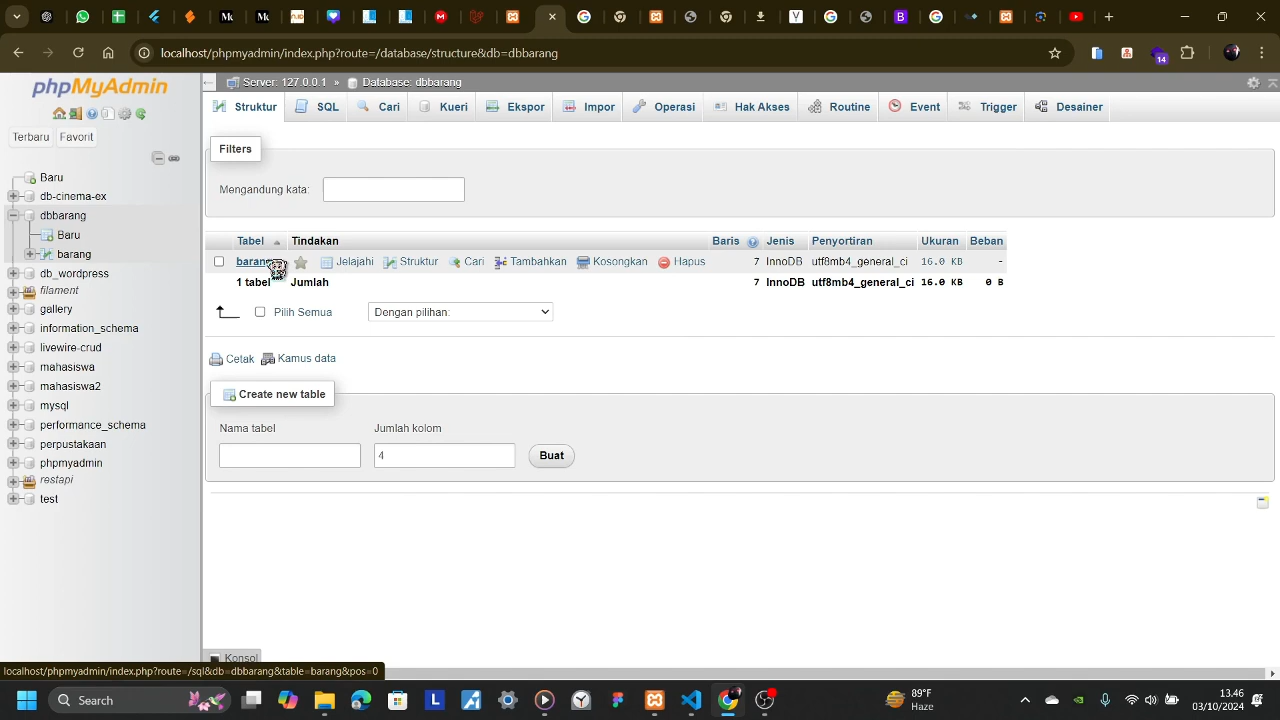 localhost/phpmyadmin/index.php?route=/database/structure&db=dbbarang
14
phpMyAdmin
Terbaru Favorit
Baru
db-cinema-ex
dbbarang
Baru
barang
db_wordpress
filament
gallery
information_schema
livewire-crud
mahasiswa
mahasiswa2
mysql
performance_schema
perpustakaan
phpmyadmin
restapi
test
Server: 127.0.0.1 » Database: dbbarang
Struktur SQL Cari Kueri Ekspor Impor Operasi Hak Akses Routine Event Trigger Desainer
Filters
Mengandung kata:
Tabel Tindakan Baris Jenis Penyortiran Ukuran Beban
barang Jelajahi Struktur Cari Tambahkan Kosongkan Hapus 7 InnoDB utf8mb4_general_ci 16.0 KB -
1 tabel Jumlah 7 InnoDB utf8mb4_general_ci 16.0 KB 0 B
Pilih Semua Dengan pilihan:
Cetak Kamus data
Create new table
Nama tabel Jumlah kolom
4 Buat
Konsol
localhost/phpmyadmin/index.php?route=/sql&db=dbbarang&table=barang&pos=0
Search
89°F
Haze
13.46
03/10/2024